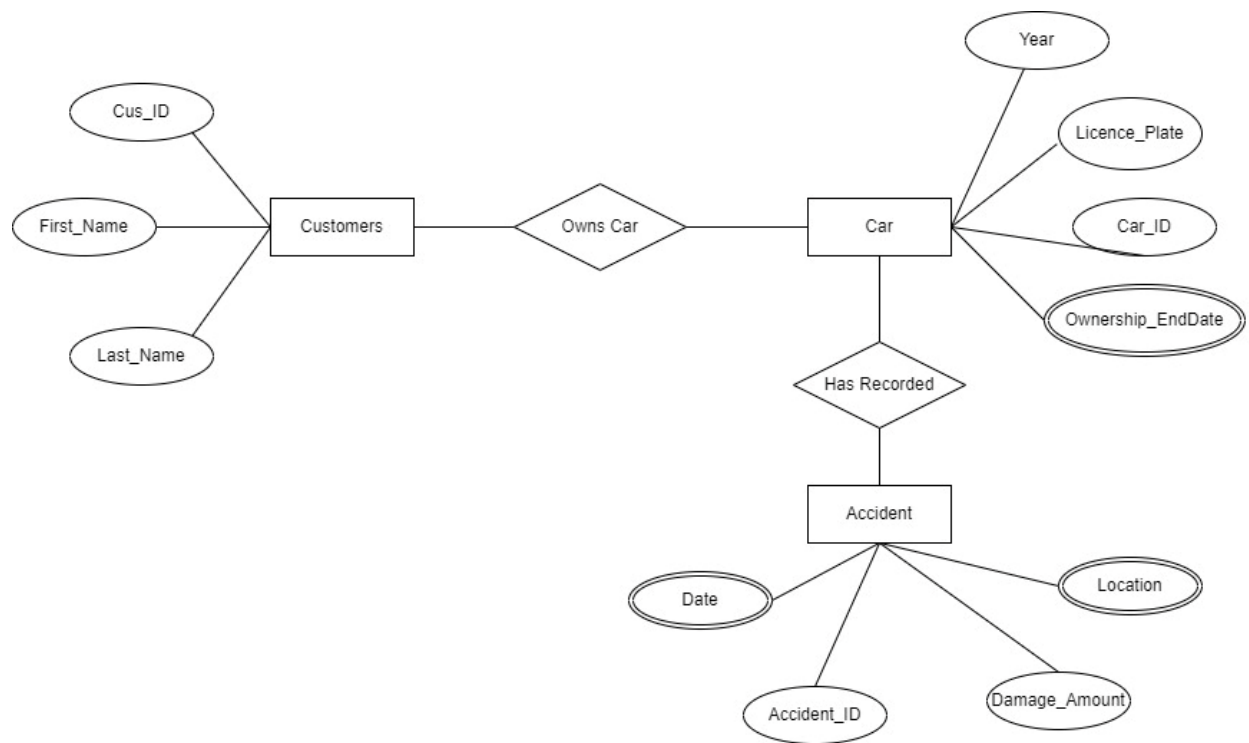 Year
Cus_ID
Licence_Plate
First_Name
Customers
Owns Car
Car
Car_ID
Ownership_EndDate
Last_Name
Has Recorded
Accident
Date
Location
Accident_ID
Damage_Amount